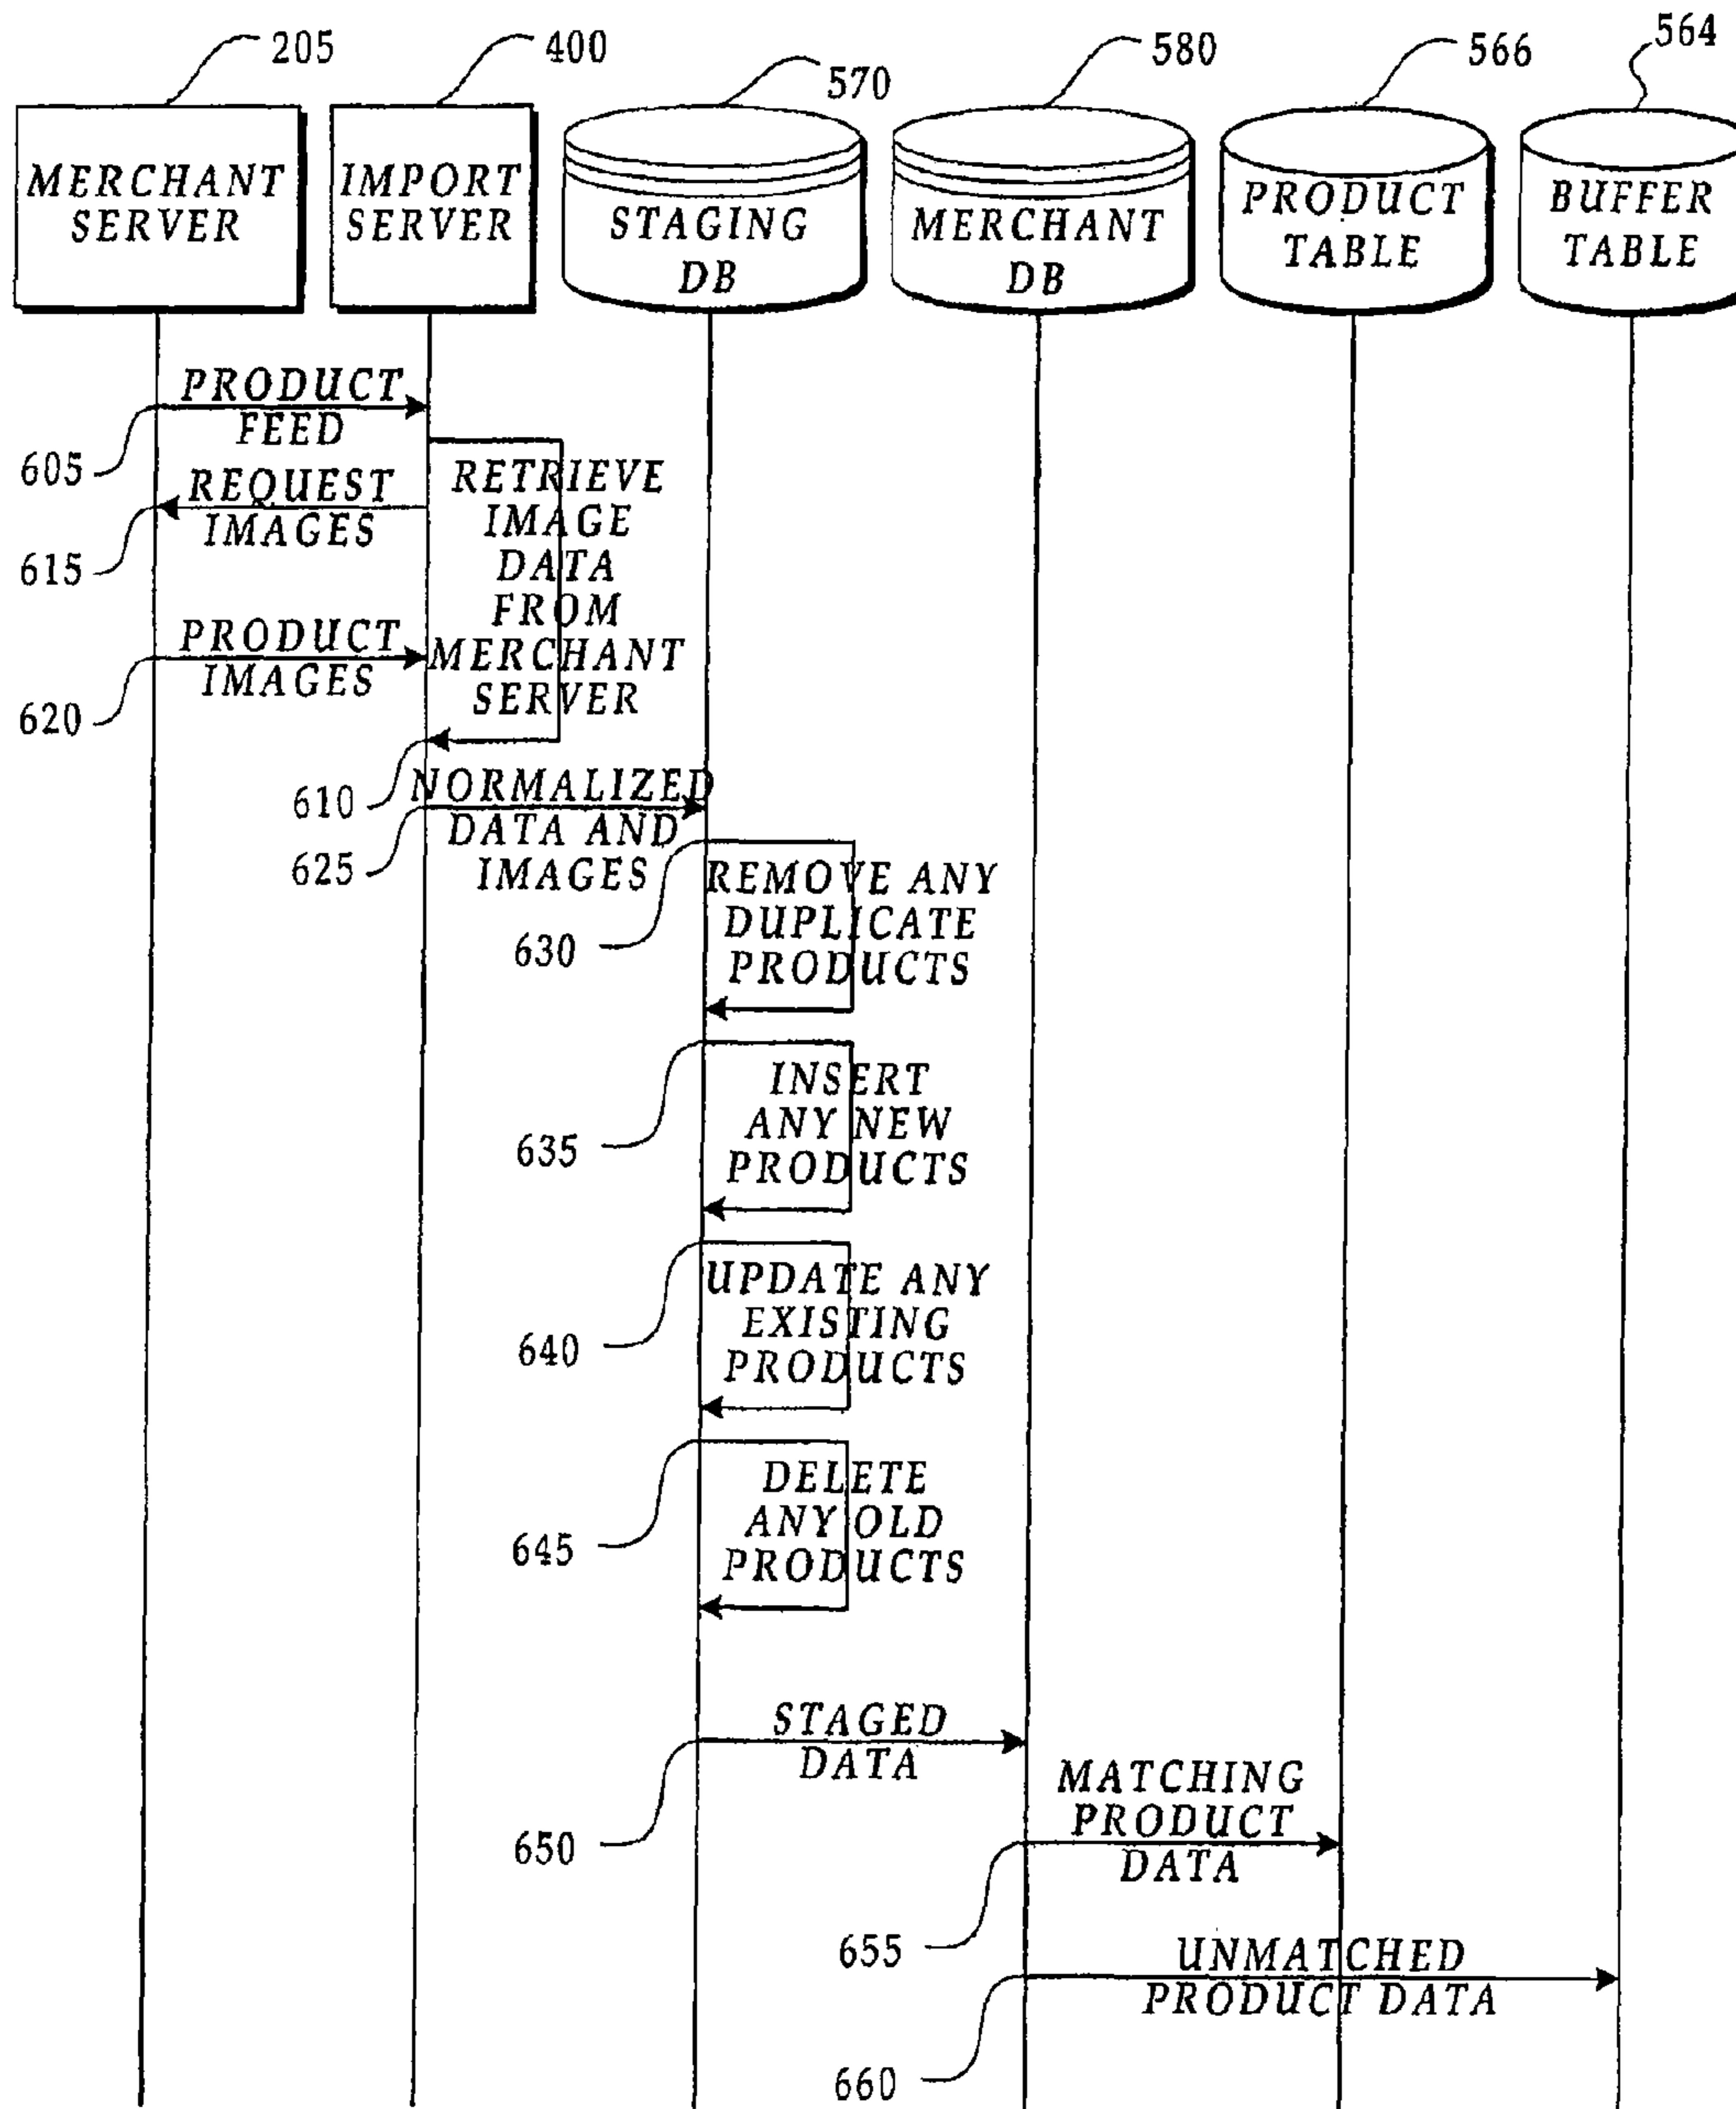 205
400
570
580
566
564
MERCHANT
SERVER
IMPORT
SERVER
STAGING
DB
MERCHANT
DB
PRODUCT
TABLE
BUFFER
TABLE
PRODUCT
FEED
605
REQUEST
IMAGES
615
RETRIEVE
IMAGE
DATA
FROM
MERCHANT
SERVER
PRODUCT
IMAGES
620
610
NORMALIZED
DATA AND
IMAGES
625
REMOVE ANY
DUPLICATE
PRODUCTS
630
INSERT
ANY NEW
PRODUCTS
635
UPDATE ANY
EXISTING
PRODUCTS
640
DELETE
ANY OLD
PRODUCTS
645
STAGED
DATA
650
MATCHING
PRODUCT
DATA
655
UNMATCHED
PRODUCT DATA
660